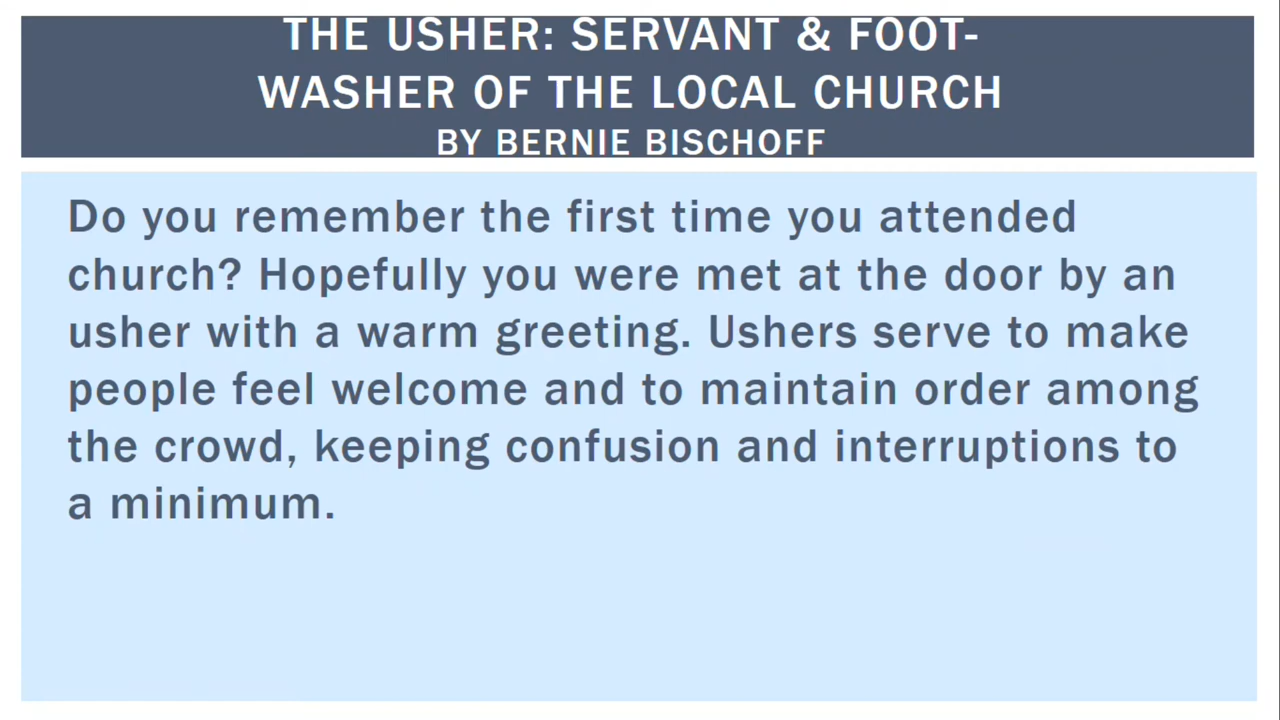 THE USHER: SERVANT & FOOT-
WASHER OF THE LOCAL CHURCH
BY BERNIE BISCHOFF
Do you remember the first time you attended
church? Hopefully you were met at the door by an
usher with a warm greeting. Ushers serve to make
people feel welcome and to maintain order among
the crowd, keeping confusion and interruptions to
a minimum.